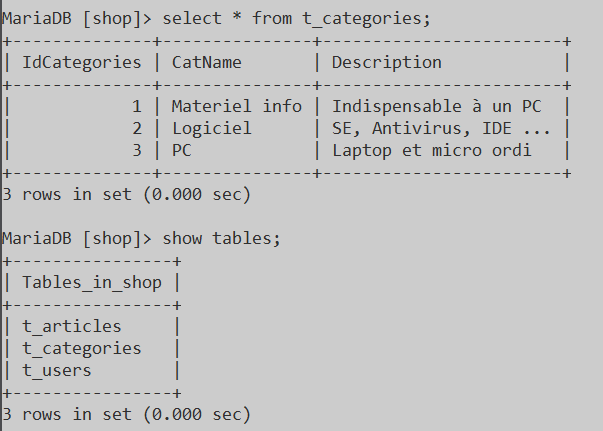 MariaDB [shop]> select * from t_categories;
+--------------+---------------+------------------------+
| IdCategories | CatName       | Description            |
+--------------+---------------+------------------------+
|            1 | Materiel info | Indispensable à un PC  |
|            2 | Logiciel      | SE, Antivirus, IDE ... |
|            3 | PC            | Laptop et micro ordi   |
+--------------+---------------+------------------------+
3 rows in set (0.000 sec)
MariaDB [shop]> show tables;
+----------------+
| Tables_in_shop |
+----------------+
| t_articles     |
| t_categories   |
| t_users        |
+----------------+
3 rows in set (0.000 sec)